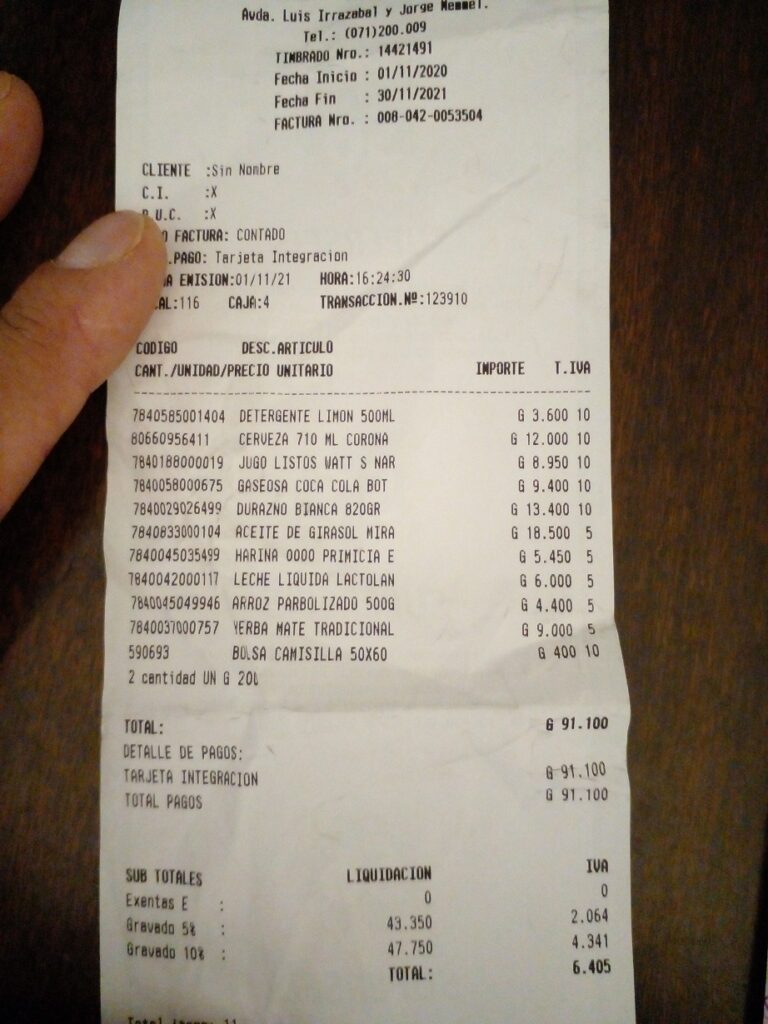 Avda. Luis Irrazabal y Jorge Memmel.
Tel.: (071)200.009
TIMBRADO Nro.: 14421491
Fecha Inicio : 01/11/2020
Fecha Fin : 30/11/2021
FACTURA Nro. : 008-042-0053504
CLIENTE :Sin Nombre
C.I. :X
R.U.C. :X
FACTURA: CONTADO
.PAGO: Tarjeta Integracion
EMISION:01/11/21 HORA:16:24:30
AL:116 CAJA:4 TRANSACCION.Nº:123910
CODIGO DESC.ARTICULO
CANT./UNIDAD/PRECIO UNITARIO IMPORTE T.IVA
7840585001404 DETERGENTE LIMON 500ML G 3.600 10
80660956411 CERVEZA 710 ML CORONA G 12.000 10
7840188000019 JUGO LISTOS WATT S NAR G 8.950 10
7840058000675 GASEOSA COCA COLA BOT G 9.400 10
7840029026499 DURAZNO BIANCA 820GR G 13.400 10
7840833000104 ACEITE DE GIRASOL MIRA G 18.500 5
7840045035499 HARINA 0000 PRIMICIA E G 5.450 5
7840042000117 LECHE LIQUIDA LACTOLAN G 6.000 5
7840045049946 ARROZ PARBOLIZADO 500G G 4.400 5
7840037000757 YERBA MATE TRADICIONAL G 9.000 5
590693 BOLSA CAMISILLA 50X60 G 400 10
2 cantidad UN G 200
TOTAL: G 91.100
DETALLE DE PAGOS:
TARJETA INTEGRACION G 91.100
TOTAL PAGOS G 91.100
SUB TOTALES LIQUIDACION IVA
Exentas E : 0 0
Gravado 5% : 43.350 2.064
Gravado 10% : 47.750 4.341
TOTAL: 6.405